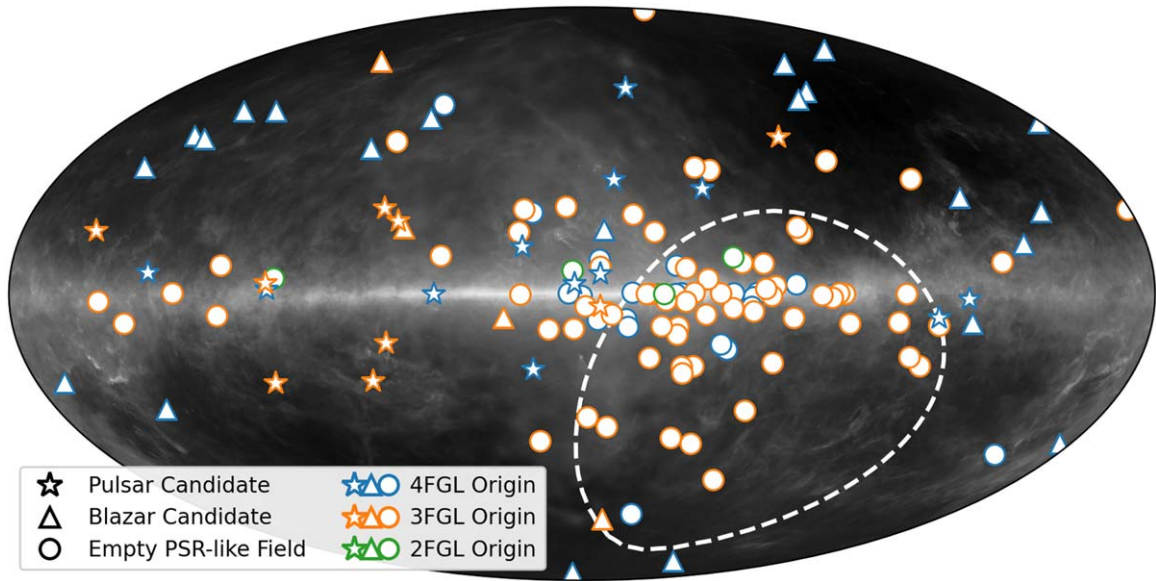 Pulsar Candidate
Blazar Candidate
Empty PSR-like Field
4FGL Origin
3FGL Origin
2FGL Origin